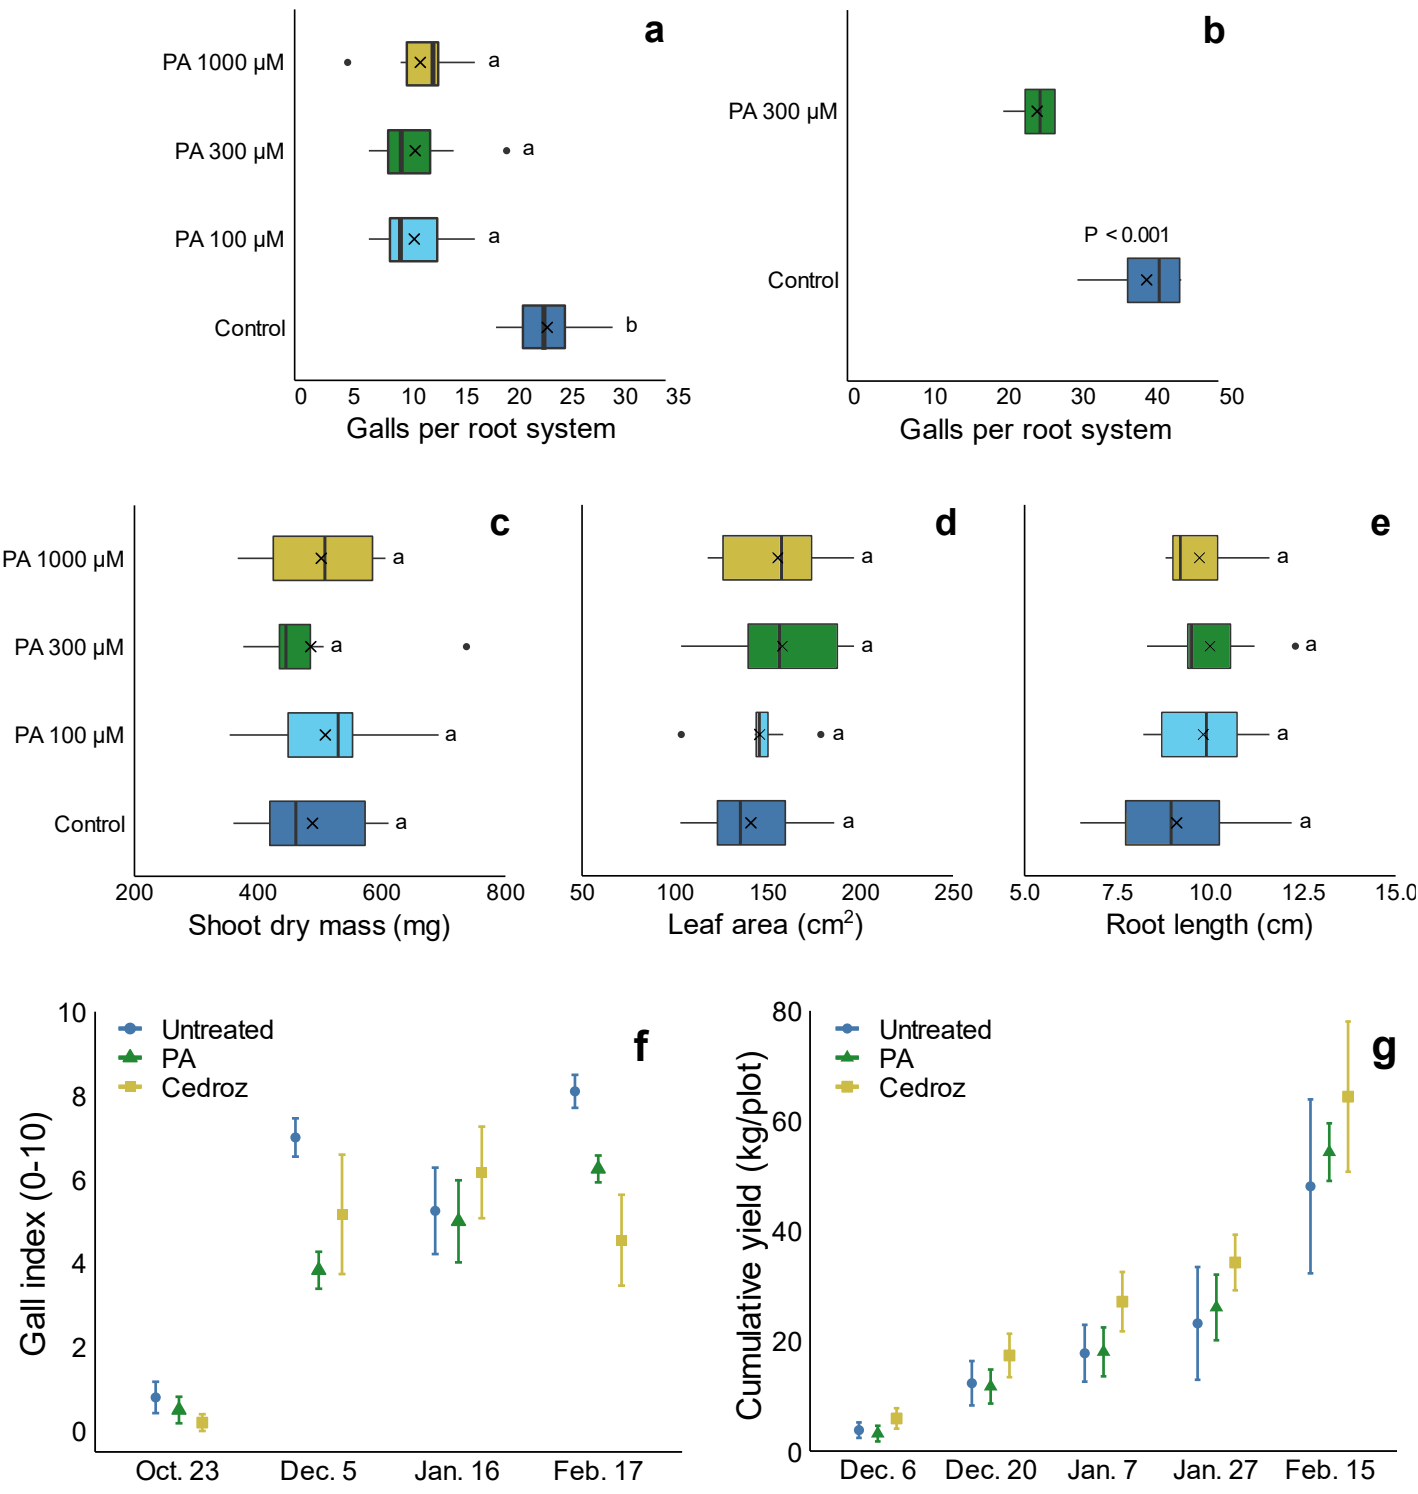 a
PA 1000 µM
a
PA 300 µM
a
PA 100 µM
a
Control
b
0 5 10 15 20 25 30 35
Galls per root system
b
PA 300 µM
P < 0.001
Control
0 10 20 30 40 50
Galls per root system
c
PA 1000 µM
a
PA 300 µM
a
PA 100 µM
a
Control
a
200 400 600 800
Shoot dry mass (mg)
d
a
a
a
a
50 100 150 200 250
Leaf area (cm²)
e
a
a
a
a
5.0 7.5 10.0 12.5 15.0
Root length (cm)
f
Untreated
PA
Cedroz
10
8
6
4
2
0
Gall index (0-10)
Oct. 23 Dec. 5 Jan. 16 Feb. 17
g
Untreated
PA
Cedroz
80
60
40
20
0
Cumulative yield (kg/plot)
Dec. 6 Dec. 20 Jan. 7 Jan. 27 Feb. 15